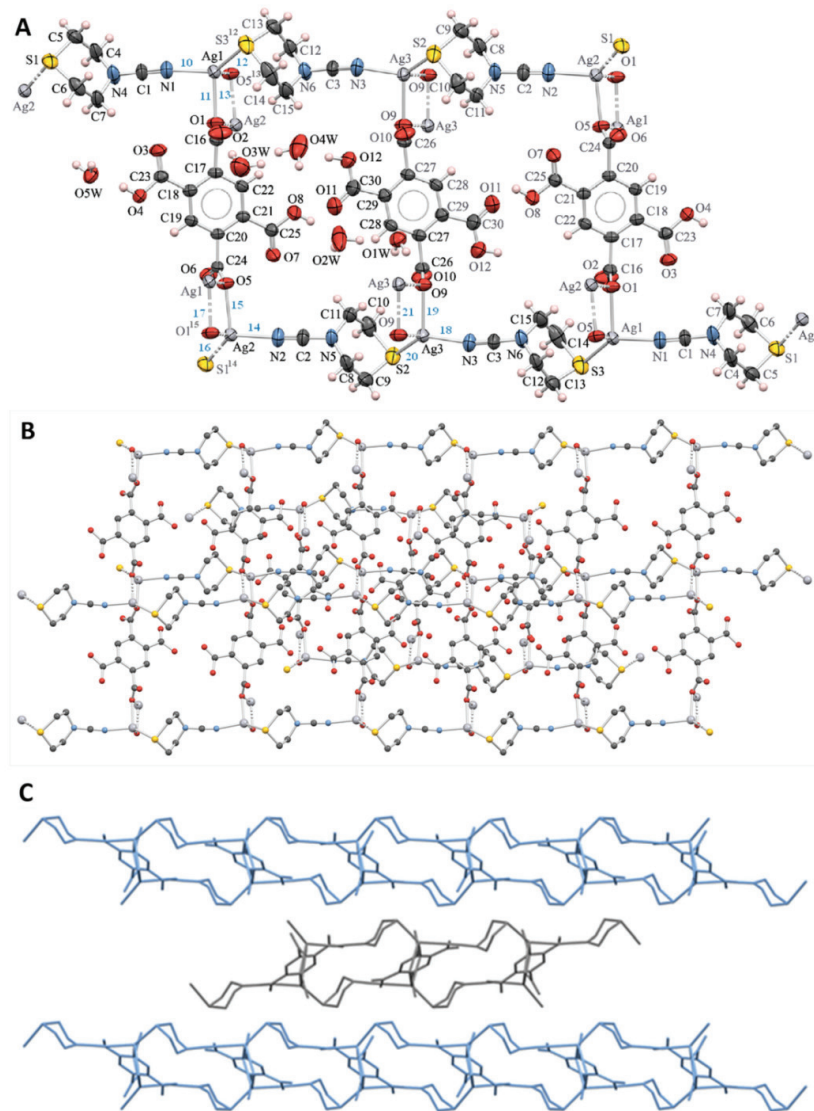 A
C5 C4 S1 Ag2 C6 N4 C7 C1 N1 10 Ag1 S3¹² C13 12 C12 O5 13 11 C14 C15 N6 C3 N3 Ag3 S2 C9 C8 O9 C10 C11 N5 C2 N2 Ag2 S1 O1
O1 Ag2 C16 O2 O3W O4W O9 O10 Ag3 C26 O5 Ag1 C24 O6
O5W O3 C23 O4 C18 C17 C22 C19 C21 C20 O8 C25 O7 O12 C30 O11 C29 C27 C28 C28 C29 C27 O11 C30 O12 O2W O1W O7 C25 O8 C21 C20 C19 C22 C18 C17 O4 C23 O3
C24 O6 O5 Ag1 17 15 C26 O10 O9 Ag3 21 19 O2 C16 Ag2 O1
O1¹⁵ 16 Ag2 14 S1¹⁴ N2 C2 N5 C11 C10 O9 C8 C9 S2 20 Ag3 18 N3 C3 N6 C15 C14 C12 C13 S3 O5 Ag1 N1 C1 N4 C7 C6 C4 C5 S1
B
C